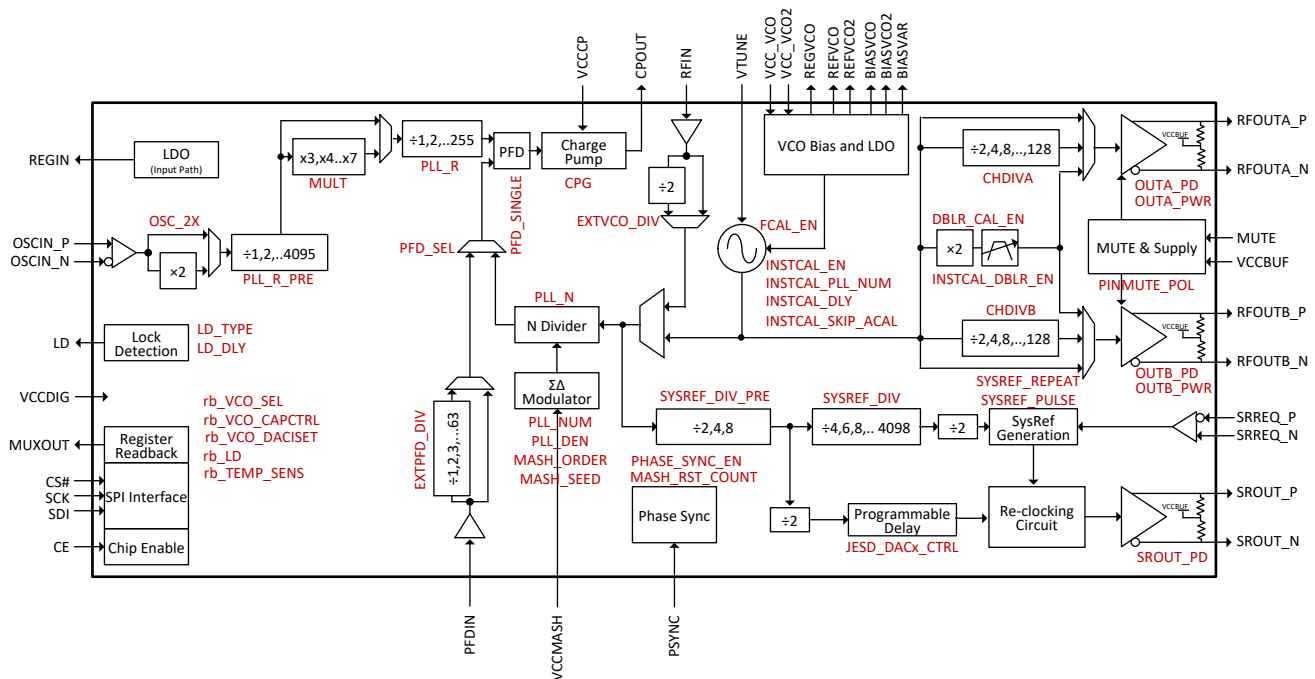 VCCCP
CPOUT
RFIN
VTUNE
VCC_VCO
VCC_VCO2
REGVCO
REFVCO
REFVCO2
BIASVCO
BIASVCO2
BIASVAR
REGIN
LDO
(Input Path)
x3,x4..x7
MULT
÷1,2,..255
PLL_R
PFD
PFD_SINGLE
Charge
Pump
CPG
÷2
EXTVCO_DIV
VCO Bias and LDO
÷2,4,8,..,128
CHDIVA
VCCBUF
RFOUTA_P
RFOUTA_N
OUTA_PD
OUTA_PWR
OSCIN_P
OSCIN_N
OSC_2X
×2
÷1,2,..4095
PLL_R_PRE
PFD_SEL
FCAL_EN
INSTCAL_EN
INSTCAL_PLL_NUM
INSTCAL_DLY
INSTCAL_SKIP_ACAL
DBLR_CAL_EN
×2
INSTCAL_DBLR_EN
MUTE & Supply
PINMUTE_POL
MUTE
VCCBUF
LD
Lock
Detection
LD_TYPE
LD_DLY
PLL_N
N Divider
CHDIVB
÷2,4,8,..,128
VCCBUF
RFOUTB_P
RFOUTB_N
OUTB_PD
OUTB_PWR
VCCDIG
MUXOUT
CS#
SCK
SDI
CE
Register
Readback
SPI Interface
Chip Enable
rb_VCO_SEL
rb_VCO_CAPCTRL
rb_VCO_DACISET
rb_LD
rb_TEMP_SENS
EXTPFD_DIV
÷1,2,3,...63
ΣΔ
Modulator
PLL_NUM
PLL_DEN
MASH_ORDER
MASH_SEED
SYSREF_DIV_PRE
÷2,4,8
SYSREF_DIV
÷4,6,8,.. 4098
÷2
SYSREF_REPEAT
SYSREF_PULSE
SysRef
Generation
SRREQ_P
SRREQ_N
PHASE_SYNC_EN
MASH_RST_COUNT
Phase Sync
÷2
Programmable
Delay
JESD_DACx_CTRL
Re-clocking
Circuit
VCCBUF
SROUT_P
SROUT_N
SROUT_PD
PFDIN
VCCMASH
PSYNC